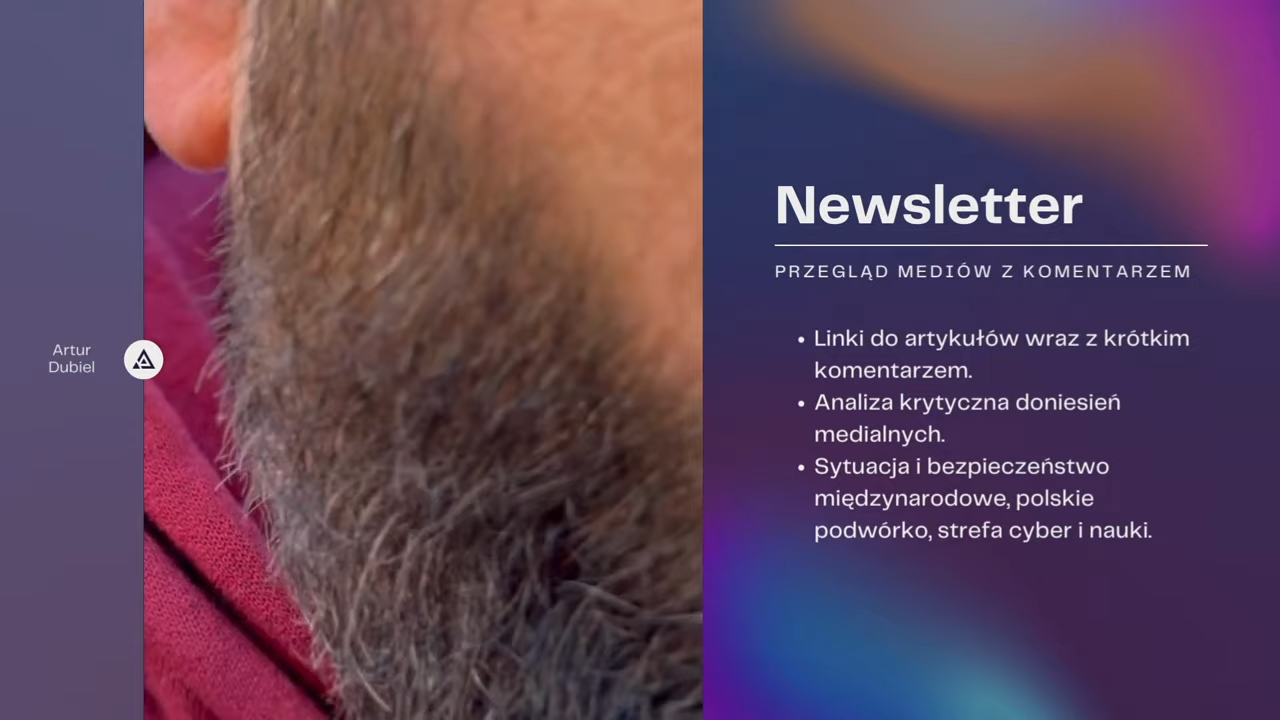 Artur
Dubiel
Newsletter
PRZEGLĄD MEDIÓW Z KOMENTARZEM
• Linki do artykułów wraz z krótkim
komentarzem.
• Analiza krytyczna doniesień
medialnych.
• Sytuacja i bezpieczeństwo
międzynarodowe, polskie
podwórko, strefa cyber i nauki.